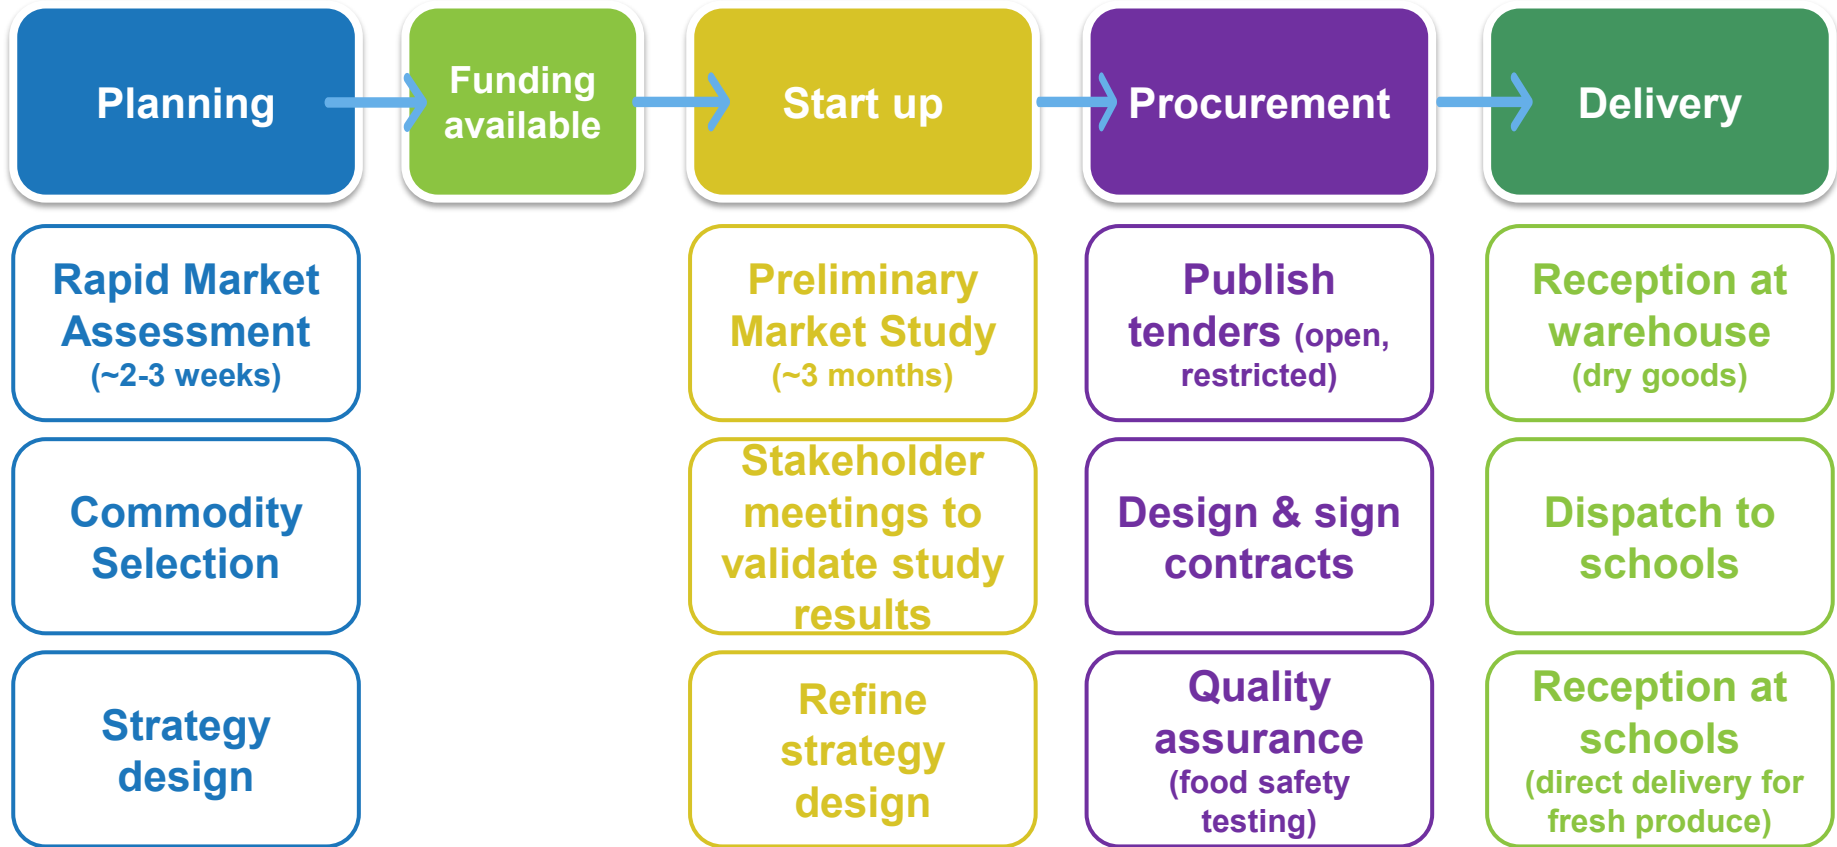 Planning
Funding
available
Start up
Procurement
Delivery
Rapid Market
Assessment
(~2-3 weeks)
Commodity
Selection
Strategy
design
Preliminary
Market Study
(~3 months)
Stakeholder
meetings to
validate study
results
Refine
strategy
design
Publish
tenders (open,
restricted)
Design & sign
contracts
Quality
assurance
(food safety
testing)
Reception at
warehouse
(dry goods)
Dispatch to
schools
Reception at
schools
(direct delivery for
fresh produce)